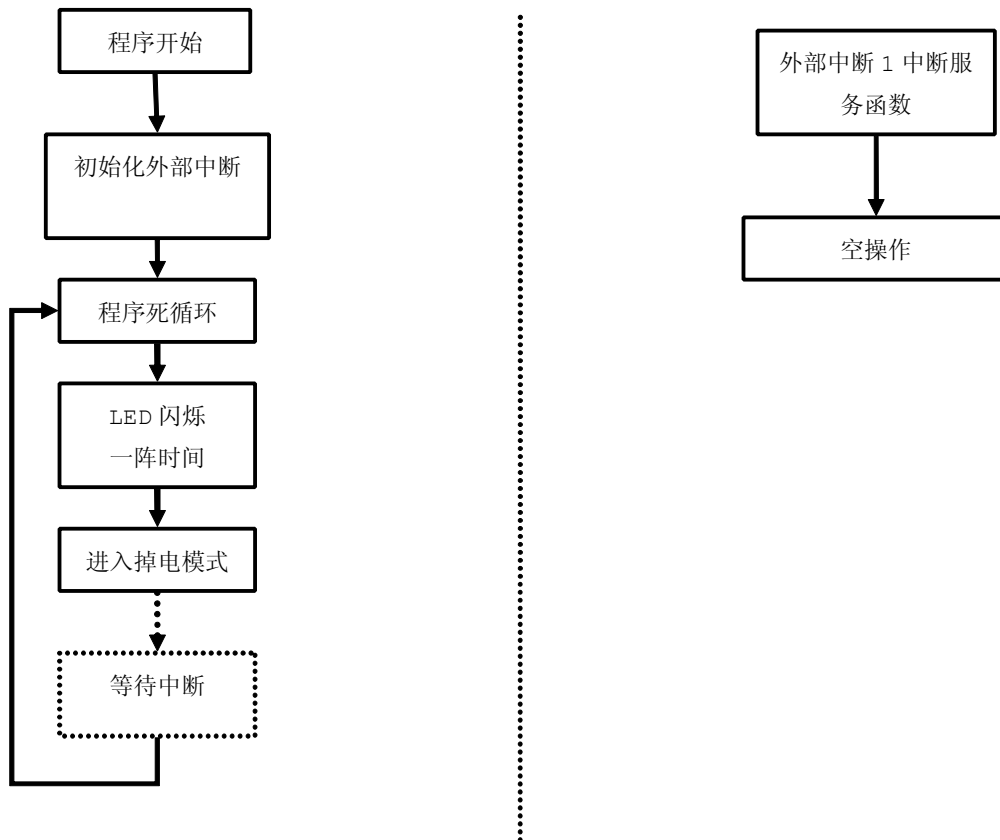 程序开始
初始化外部中断
程序死循环
LED 闪烁
一阵时间
进入掉电模式
等待中断
外部中断 1 中断服
务函数
空操作